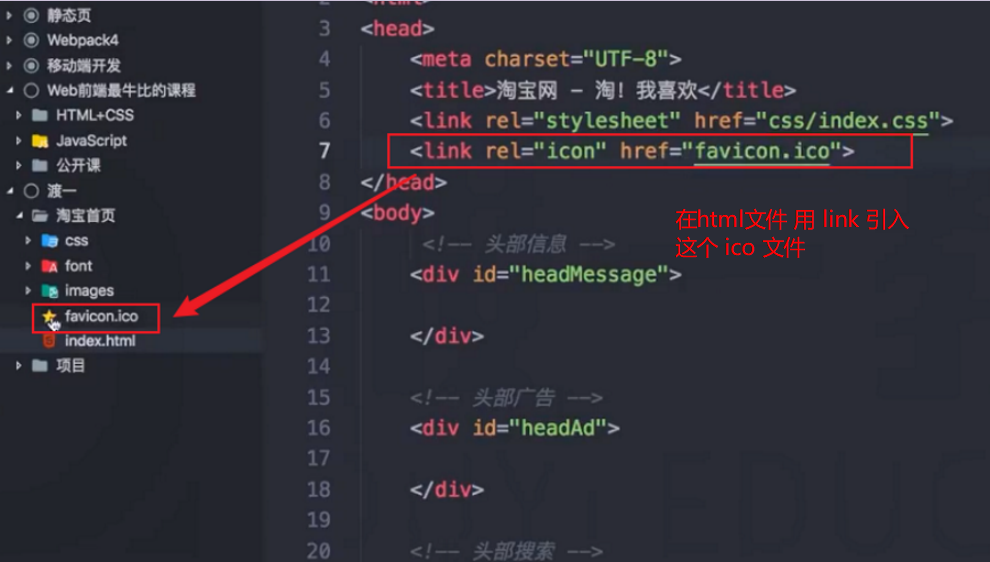 静态页
Webpack4
移动端开发
Web前端最牛比的课程
HTML+CSS
JavaScript
公开课
渡一
淘宝首页
css
font
images
favicon.ico
index.html
项目
3 <head>
4 <meta charset="UTF-8">
5 <title>淘宝网 - 淘！我喜欢</title>
6 <link rel="stylesheet" href="css/index.css">
7 <link rel="icon" href="favicon.ico">
8 </head>
9 <body>
10 <!-- 头部信息 -->
11 <div id="headMessage">
12
13 </div>
14
15 <!-- 头部广告 -->
16 <div id="headAd">
17
18 </div>
19
20 <!-- 头部搜索 -->
在html文件 用 link 引入
这个 ico 文件